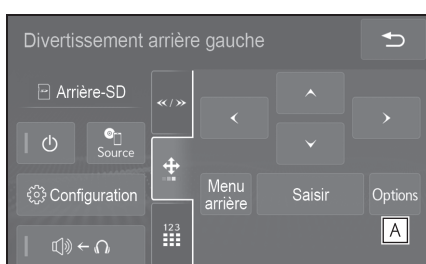 Divertissement arrière gauche
Arrière-SD
Source
Configuration
«/»
123
Menu
arrière
Saisir
Options
A